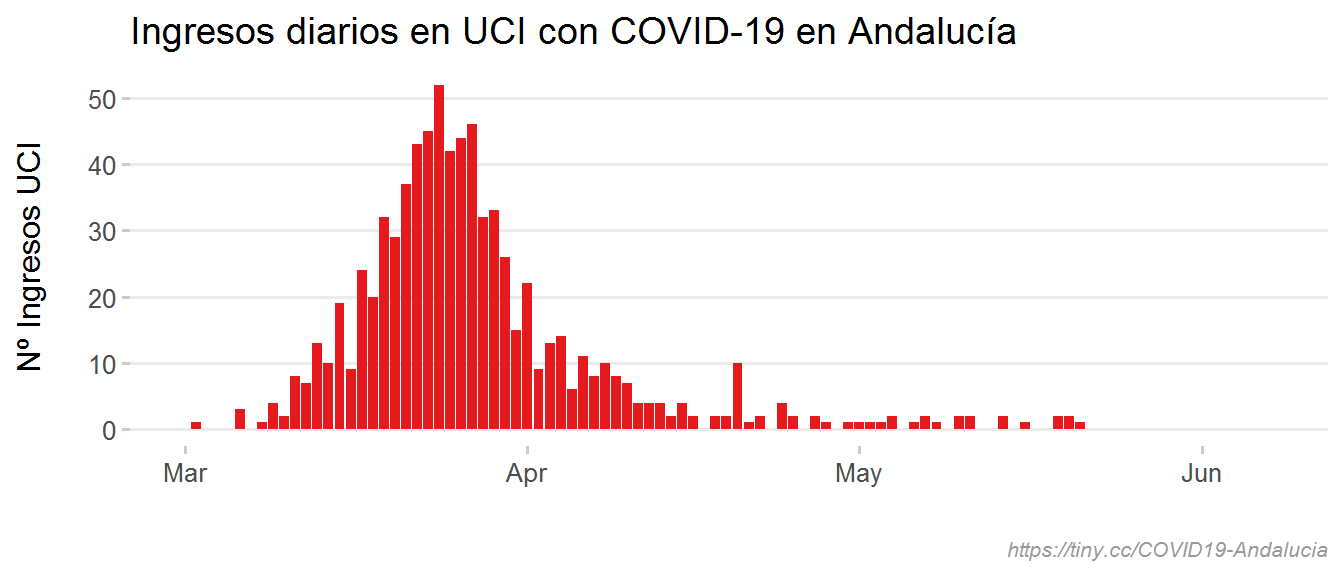 Ingresos diarios en UCI con COVID-19 en Andalucía
Nº Ingresos UCI
50
40
30
20
10
0
Mar Apr May Jun
https://tiny.cc/COVID19-Andalucia